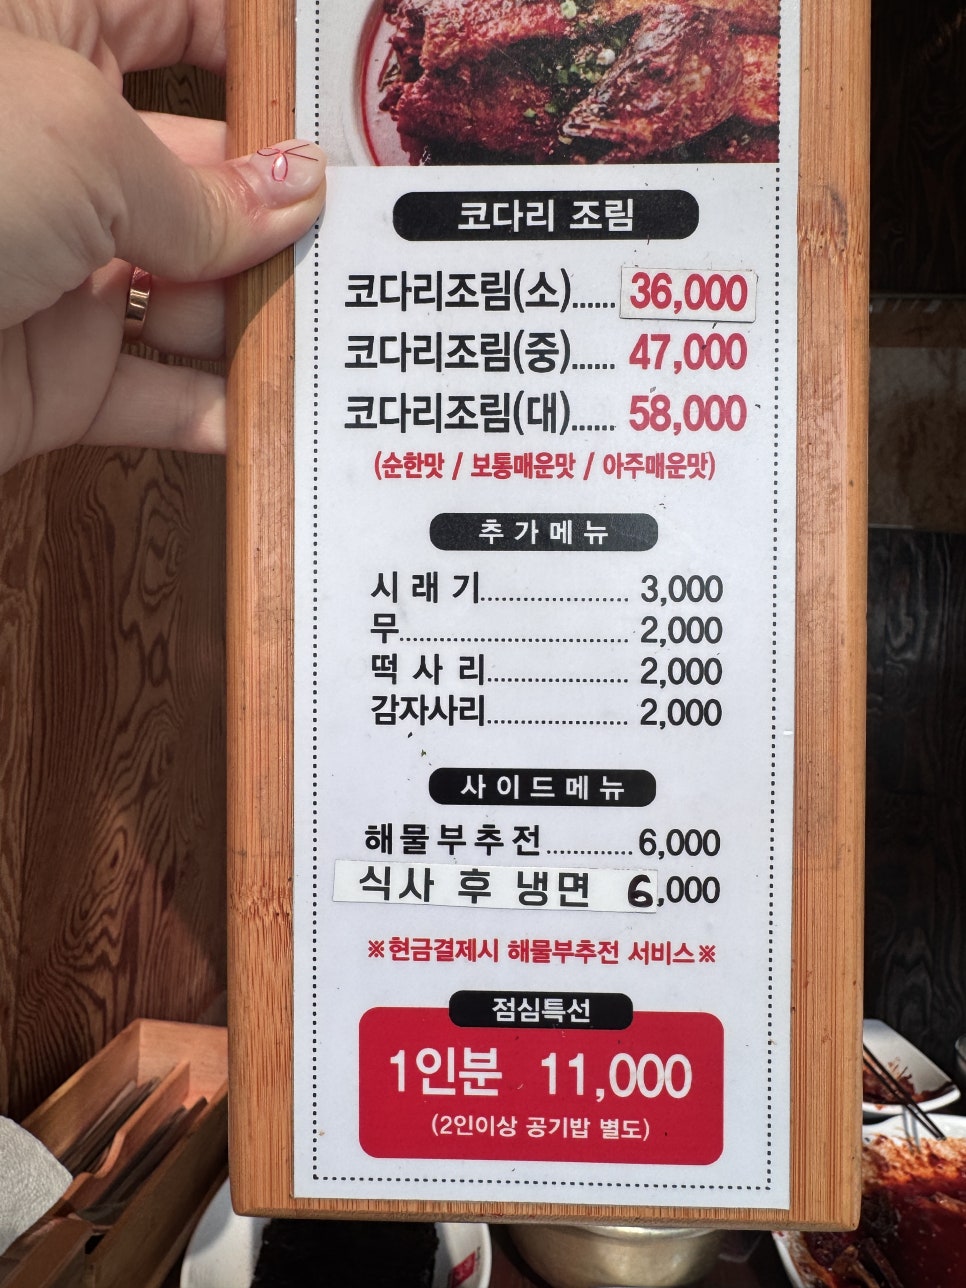 코다리 조림
코다리조림(소)...... 36,000
코다리조림(중)...... 47,000
코다리조림(대)...... 58,000
(순한맛 / 보통매운맛 / 아주매운맛)
추가메뉴
시래기..................... 3,000
무................................ 2,000
떡사리.................... 2,000
감자사리.................... 2,000
사이드메뉴
해물부추전............6,000
식사 후 냉면 6,000
※현금결제시 해물부추전 서비스※
점심특선
1인분 11,000
(2인이상 공기밥 별도)